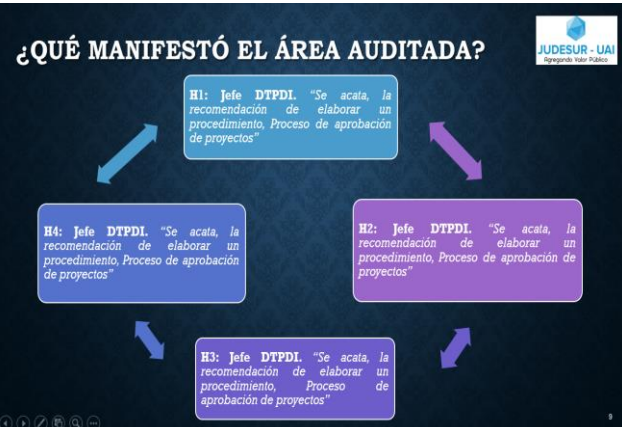 ¿QUÉ MANIFESTÓ EL ÁREA AUDITADA?
JUDESUR - UAI
Agregando Valor Público
H1: Jefe DTPDI. “Se acata, la
recomendación de elaborar un
procedimiento, Proceso de aprobación
de proyectos”
H4: Jefe DTPDI. “Se acata, la
recomendación de elaborar un
procedimiento, Proceso de aprobación
de proyectos”
H2: Jefe DTPDI. “Se acata, la
recomendación de elaborar un
procedimiento, Proceso de aprobación de
proyectos”
H3: Jefe DTPDI. “Se acata, la
recomendación de elaborar un
procedimiento, Proceso de
aprobación de proyectos”
9